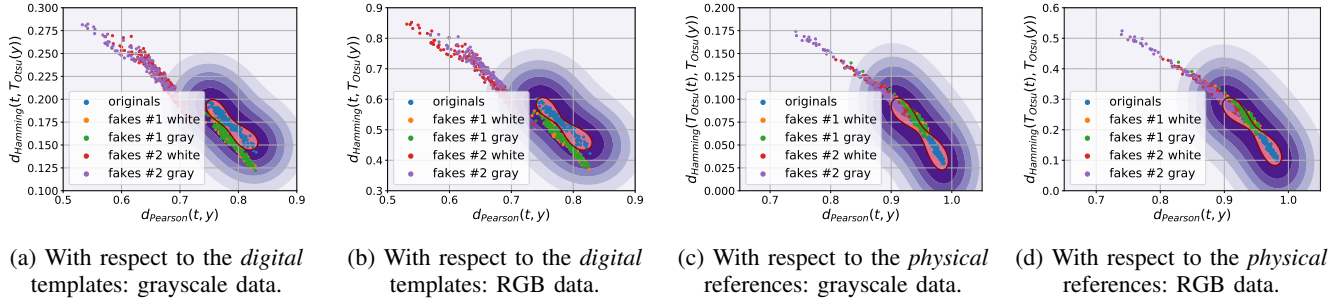 0.300
0.275
0.250
0.225
0.200
0.175
0.150
0.125
0.100
d_Hamming(t, T_Otsu(y))
originals
fakes #1 white
fakes #1 gray
fakes #2 white
fakes #2 gray
0.5 0.6 0.7 0.8 0.9
d_Pearson(t, y)
(a) With respect to the digital
templates: grayscale data.
0.9
0.8
0.7
0.6
0.5
0.4
0.3
d_Hamming(t, T_Otsu(y))
originals
fakes #1 white
fakes #1 gray
fakes #2 white
fakes #2 gray
0.5 0.6 0.7 0.8 0.9
d_Pearson(t, y)
(b) With respect to the digital
templates: RGB data.
0.200
0.175
0.150
0.125
0.100
0.075
0.050
0.025
0.000
d_Hamming(T_Otsu(t), T_Otsu(y))
originals
fakes #1 white
fakes #1 gray
fakes #2 white
fakes #2 gray
0.7 0.8 0.9 1.0
d_Pearson(t, y)
(c) With respect to the physical
references: grayscale data.
0.6
0.5
0.4
0.3
0.2
0.1
0.0
d_Hamming(T_Otsu(t), T_Otsu(y))
originals
fakes #1 white
fakes #1 gray
fakes #2 white
fakes #2 gray
0.6 0.7 0.8 0.9 1.0
d_Pearson(t, y)
(d) With respect to the physical
references: RGB data.